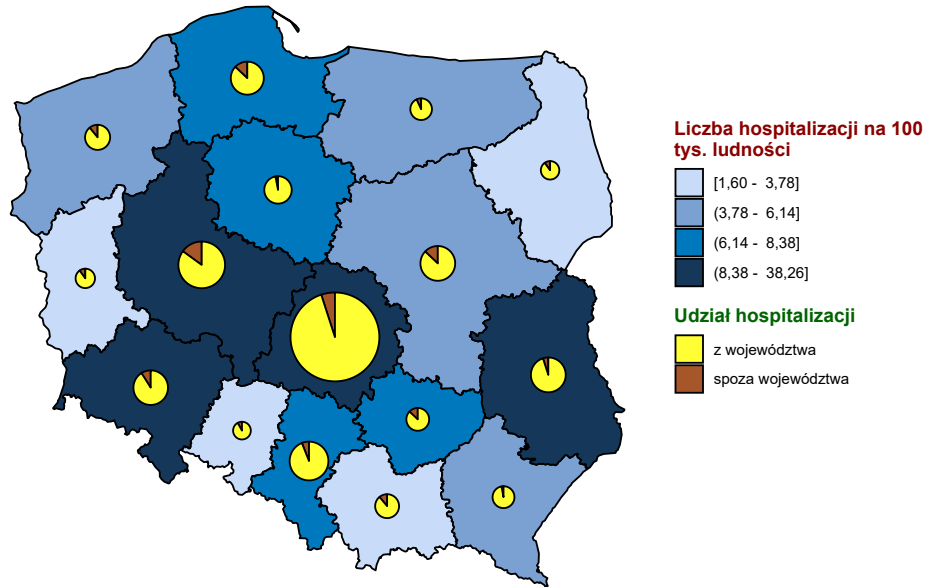 Liczba hospitalizacji na 100
tys. ludności
[1,60 - 3,78]
(3,78 - 6,14]
(6,14 - 8,38]
(8,38 - 38,26]
Udział hospitalizacji
z województwa
spoza województwa